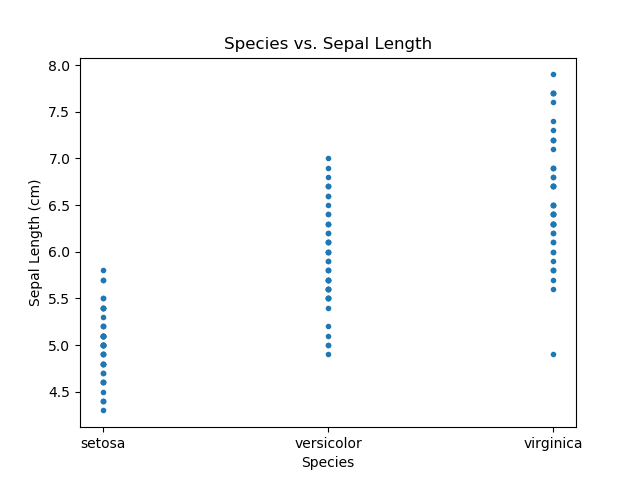 Species vs. Sepal Length
Sepal Length (cm)
8.0
7.5
7.0
6.5
6.0
5.5
5.0
4.5
setosa versicolor virginica
Species